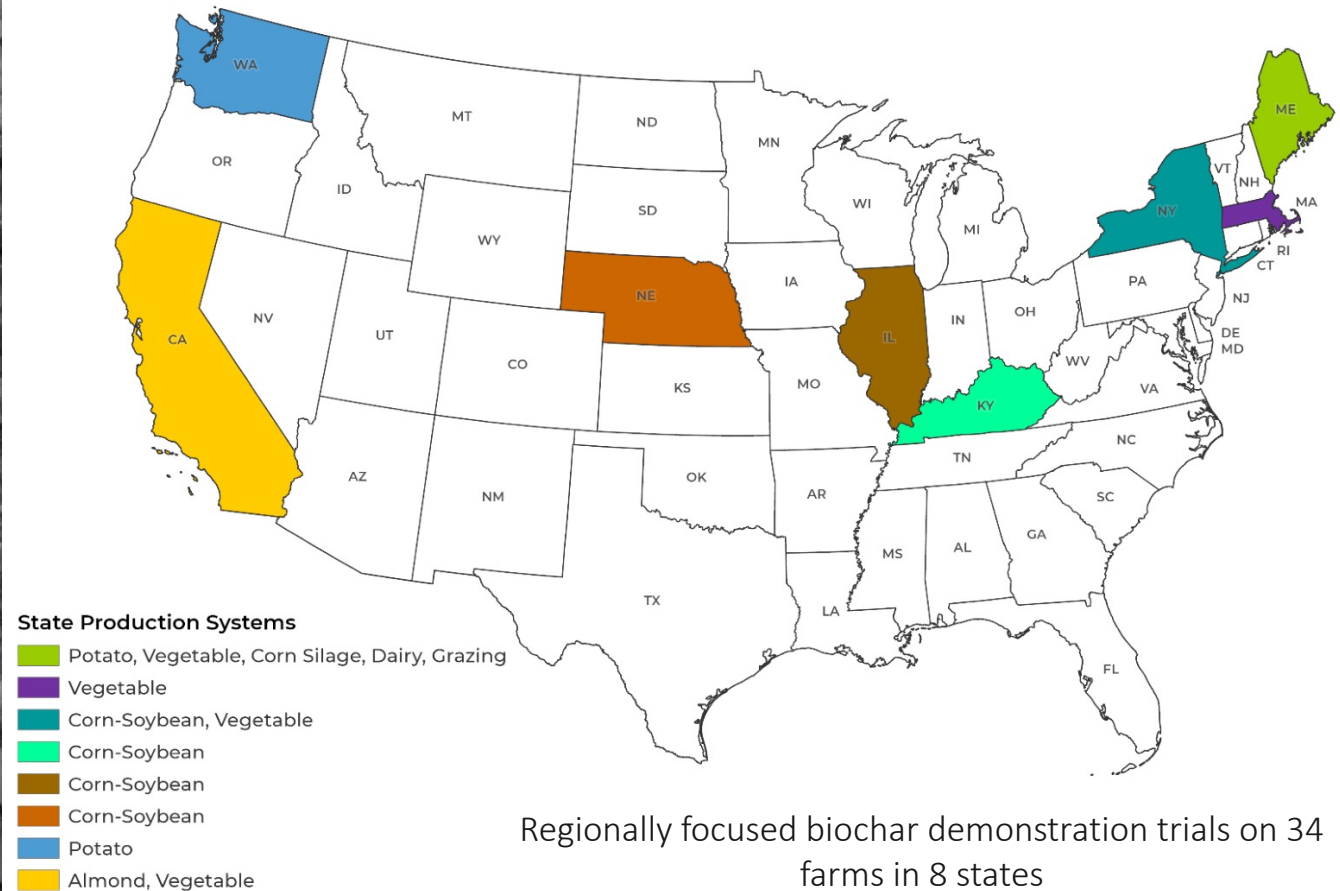 WA
MT
ND
MN
ME
OR
ID
SD
WI
VT
NH
NY
MA
WY
MI
RI
CT
NE
IA
PA
NJ
NV
UT
CA
IL
IN
OH
DE
MD
CO
WV
KS
MO
VA
KY
NC
TN
AZ
OK
NM
AR
SC
MS
AL
GA
TX
LA
FL
State Production Systems
Potato, Vegetable, Corn Silage, Dairy, Grazing
Vegetable
Corn-Soybean, Vegetable
Corn-Soybean
Corn-Soybean
Corn-Soybean
Potato
Almond, Vegetable
Regionally focused biochar demonstration trials on 34
farms in 8 states